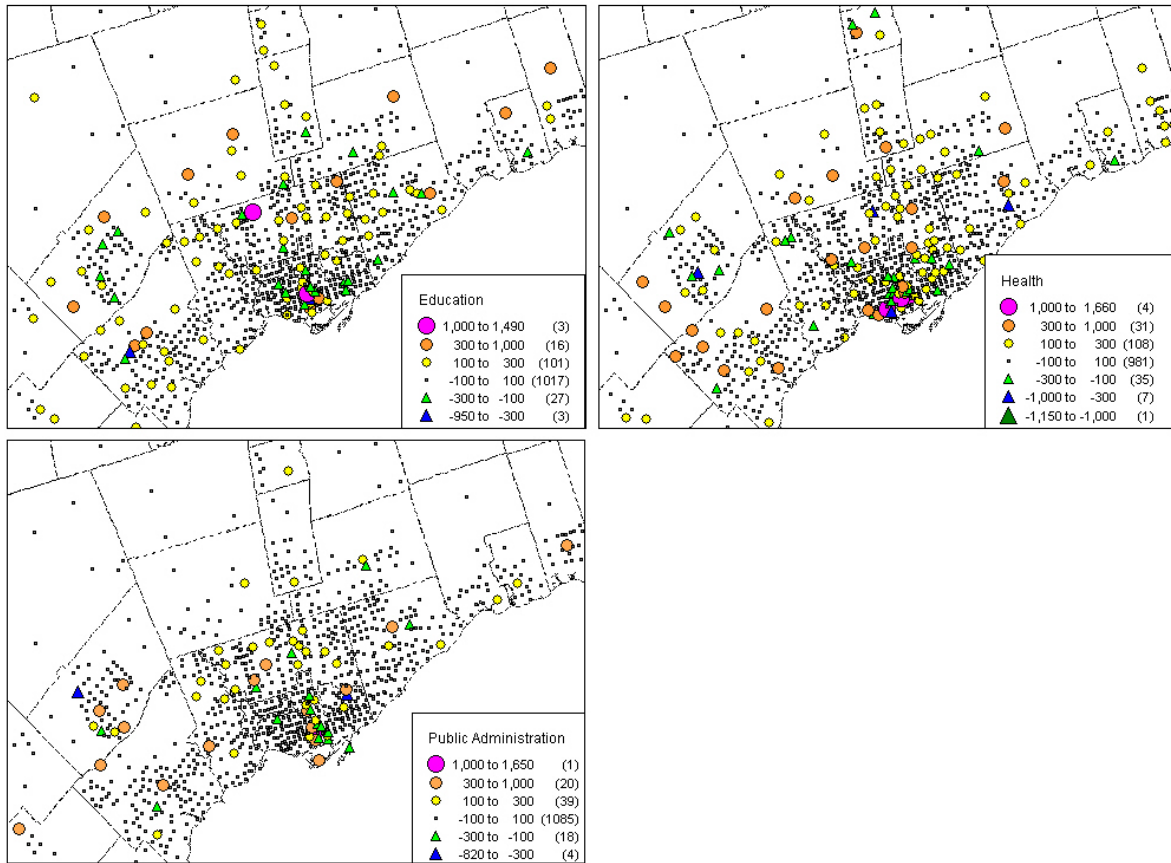 Education
1,000 to 1,490 (3)
300 to 1,000 (16)
100 to 300 (101)
-100 to 100 (1017)
-300 to -100 (27)
-950 to -300 (3)
Health
1,000 to 1,660 (4)
300 to 1,000 (31)
100 to 300 (108)
-100 to 100 (981)
-300 to -100 (35)
-1,000 to -300 (7)
-1,150 to -1,000 (1)
Public Administration
1,000 to 1,650 (1)
300 to 1,000 (20)
100 to 300 (39)
-100 to 100 (1085)
-300 to -100 (18)
-820 to -300 (4)